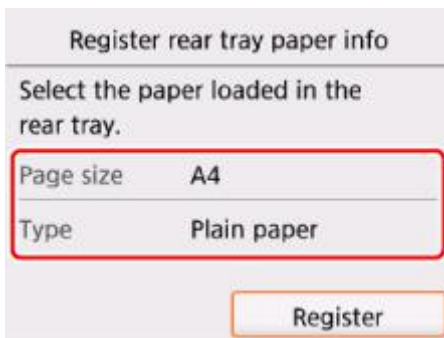 Register rear tray paper info
Select the paper loaded in the
rear tray.
Page size A4
Type Plain paper
Register